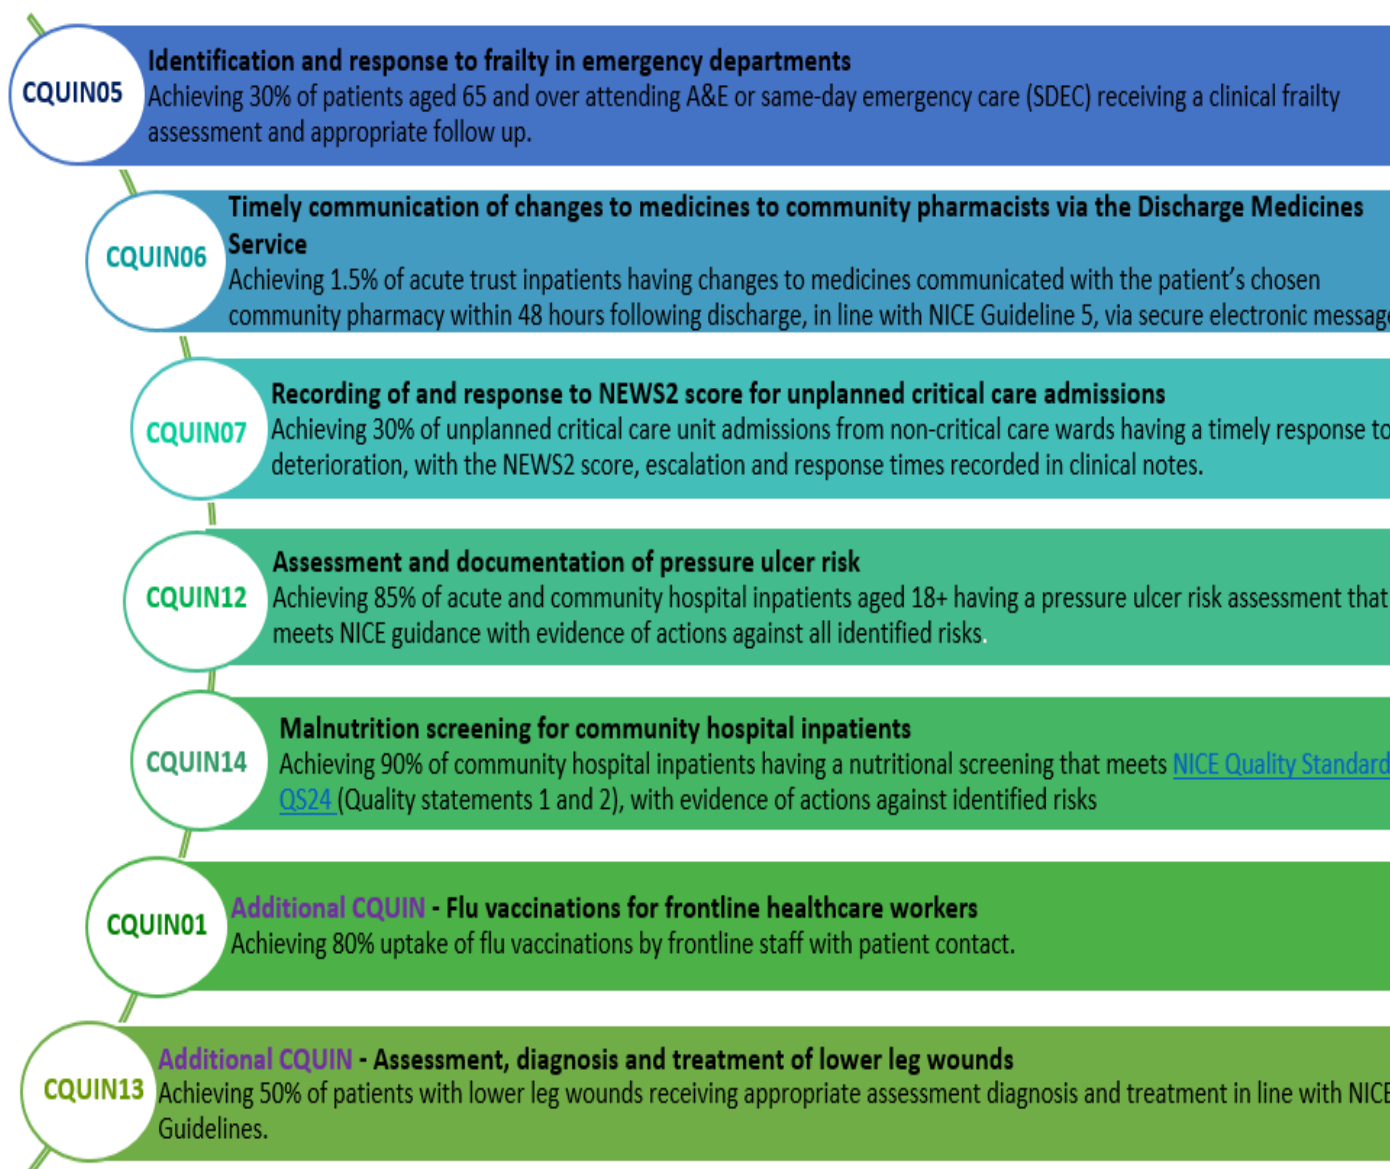 CQUIN05
Identification and response to frailty in emergency departments
Achieving 30% of patients aged 65 and over attending A&E or same-day emergency care (SDEC) receiving a clinical frailty
assessment and appropriate follow up.
CQUIN06
Timely communication of changes to medicines to community pharmacists via the Discharge Medicines
Service
Achieving 1.5% of acute trust inpatients having changes to medicines communicated with the patient’s chosen
community pharmacy within 48 hours following discharge, in line with NICE Guideline 5, via secure electronic message
CQUIN07
Recording of and response to NEWS2 score for unplanned critical care admissions
Achieving 30% of unplanned critical care unit admissions from non-critical care wards having a timely response to
deterioration, with the NEWS2 score, escalation and response times recorded in clinical notes.
CQUIN12
Assessment and documentation of pressure ulcer risk
Achieving 85% of acute and community hospital inpatients aged 18+ having a pressure ulcer risk assessment that
meets NICE guidance with evidence of actions against all identified risks.
CQUIN14
Malnutrition screening for community hospital inpatients
Achieving 90% of community hospital inpatients having a nutritional screening that meets NICE Quality Standard
QS24 (Quality statements 1 and 2), with evidence of actions against identified risks
CQUIN01
Additional CQUIN - Flu vaccinations for frontline healthcare workers
Achieving 80% uptake of flu vaccinations by frontline staff with patient contact.
CQUIN13
Additional CQUIN - Assessment, diagnosis and treatment of lower leg wounds
Achieving 50% of patients with lower leg wounds receiving appropriate assessment diagnosis and treatment in line with NICE
Guidelines.